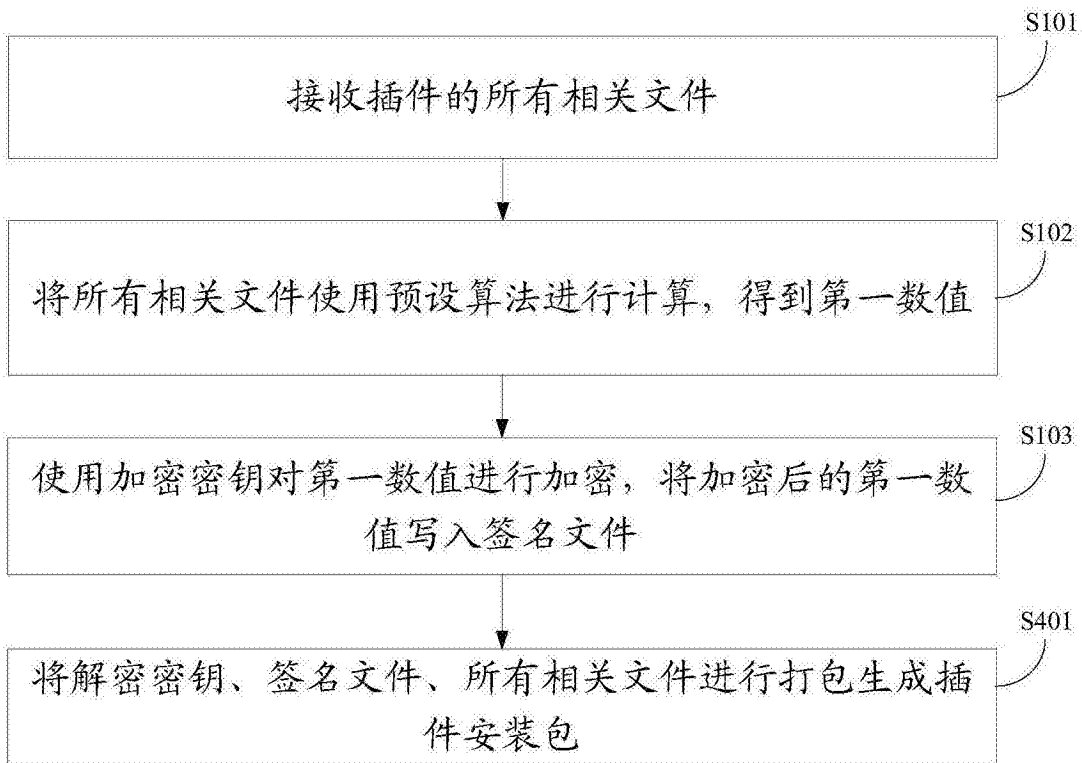 S101
接收插件的所有相关文件
S102
将所有相关文件使用预设算法进行计算，得到第一数值
S103
使用加密密钥对第一数值进行加密，将加密后的第一数
值写入签名文件
S401
将解密密钥、签名文件、所有相关文件进行打包生成插
件安装包